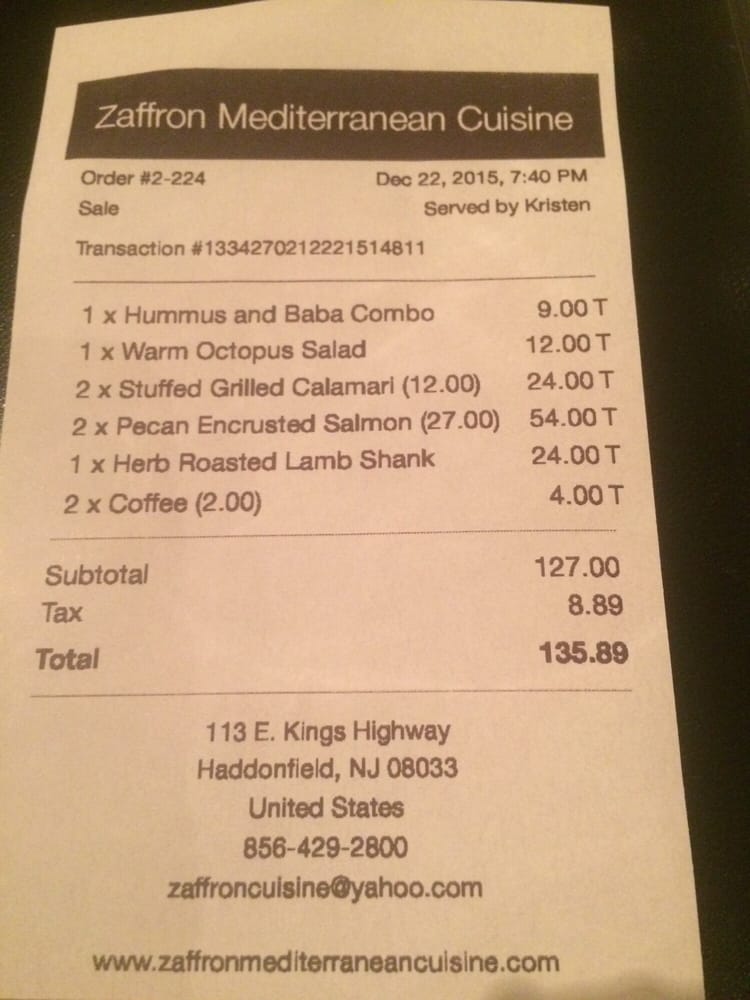 Zaffron Mediterranean Cuisine
Order #2-224 Dec 22, 2015, 7:40 PM
Sale Served by Kristen
Transaction #1334270212221514811
1 x Hummus and Baba Combo 9.00 T
1 x Warm Octopus Salad 12.00 T
2 x Stuffed Grilled Calamari (12.00) 24.00 T
2 x Pecan Encrusted Salmon (27.00) 54.00 T
1 x Herb Roasted Lamb Shank 24.00 T
2 x Coffee (2.00) 4.00 T
Subtotal 127.00
Tax 8.89
Total 135.89
113 E. Kings Highway
Haddonfield, NJ 08033
United States
856-429-2800
zaffroncuisine@yahoo.com
www.zaffronmediterraneancuisine.com